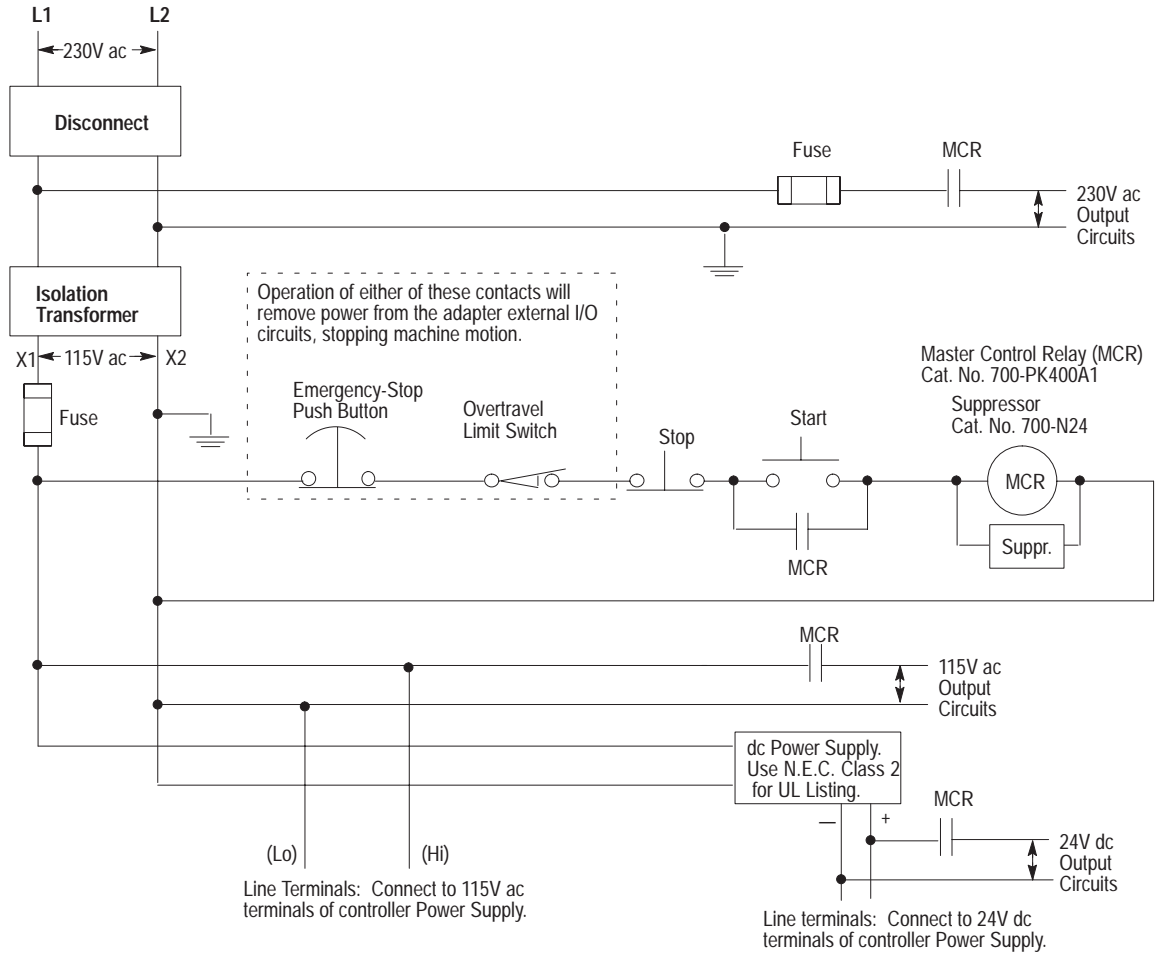 L1
L2
230V ac
Disconnect
Fuse
MCR
230V ac
Output
Circuits
Isolation
Transformer
Operation of either of these contacts will
remove power from the adapter external I/O
circuits, stopping machine motion.
X1
115V ac
X2
Master Control Relay (MCR)
Cat. No. 700-PK400A1
Fuse
Emergency-Stop
Push Button
Overtravel
Limit Switch
Stop
Start
Suppressor
Cat. No. 700-N24
MCR
Suppr.
MCR
MCR
115V ac
Output
Circuits
dc Power Supply.
Use N.E.C. Class 2
for UL Listing.
MCR
—
+
24V dc
Output
Circuits
(Lo)
(Hi)
Line Terminals: Connect to 115V ac
terminals of controller Power Supply.
Line terminals: Connect to 24V dc
terminals of controller Power Supply.